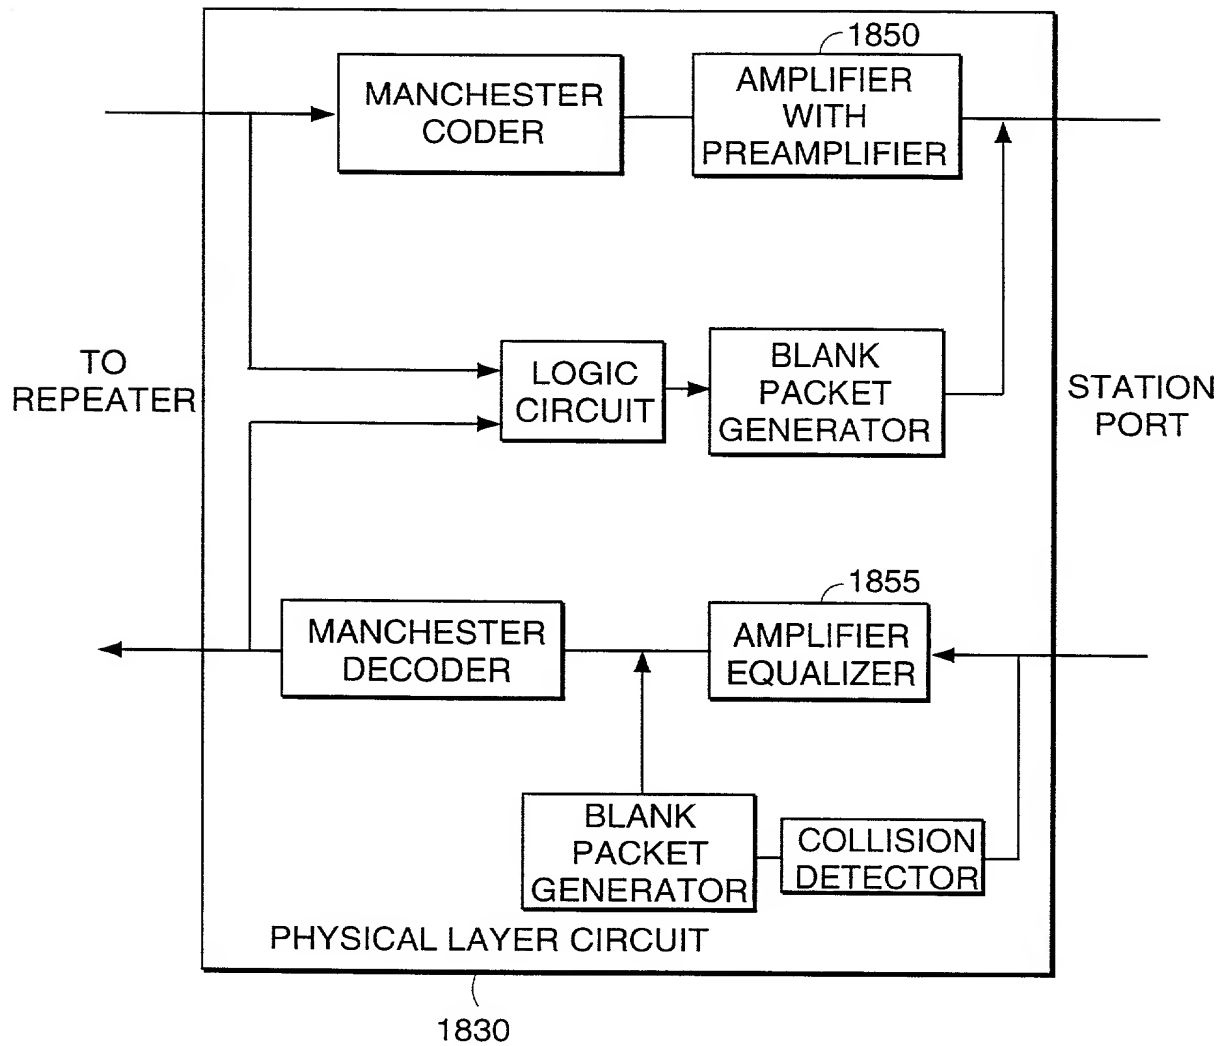 1850
MANCHESTER
CODER
AMPLIFIER
WITH
PREAMPLIFIER
TO
REPEATER
LOGIC
CIRCUIT
BLANK
PACKET
GENERATOR
STATION
PORT
1855
MANCHESTER
DECODER
AMPLIFIER
EQUALIZER
BLANK
PACKET
GENERATOR
COLLISION
DETECTOR
PHYSICAL LAYER CIRCUIT
1830